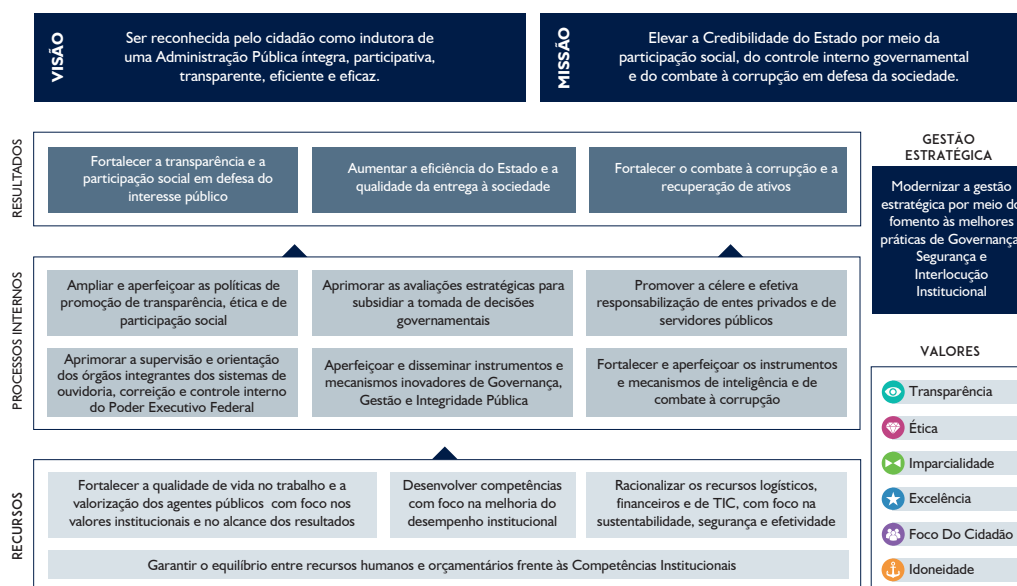 VISÃO
Ser reconhecida pelo cidadão como indutora de
uma Administração Pública íntegra, participativa,
transparente, eficiente e eficaz.
MISSÃO
Elevar a Credibilidade do Estado por meio da
participação social, do controle interno governamental
e do combate à corrupção em defesa da sociedade.
RESULTADOS
Fortalecer a transparência e a
participação social em defesa do
interesse público
Aumentar a eficiência do Estado e a
qualidade da entrega à sociedade
Fortalecer o combate à corrupção e a
recuperação de ativos
GESTÃO
ESTRATÉGICA
Modernizar a gestão
estratégica por meio do
fomento às melhores
práticas de Governança,
Segurança e
Interlocução
Institucional
PROCESSOS INTERNOS
Ampliar e aperfeiçoar as políticas de
promoção de transparência, ética e de
participação social
Aprimorar as avaliações estratégicas para
subsidiar a tomada de decisões
governamentais
Promover a célere e efetiva
responsabilização de entes privados e de
servidores públicos
Aprimorar a supervisão e orientação
dos órgãos integrantes dos sistemas de
ouvidoria, correição e controle interno
do Poder Executivo Federal
Aperfeiçoar e disseminar instrumentos e
mecanismos inovadores de Governança,
Gestão e Integridade Pública
Fortalecer e aperfeiçoar os instrumentos
e mecanismos de inteligência e de
combate à corrupção
VALORES
Transparência
Ética
Imparcialidade
Excelência
Foco Do Cidadão
Idoneidade
RECURSOS
Fortalecer a qualidade de vida no trabalho e a
valorização dos agentes públicos com foco nos
valores institucionais e no alcance dos resultados
Desenvolver competências
com foco na melhoria do
desempenho institucional
Racionalizar os recursos logísticos,
financeiros e de TIC, com foco na
sustentabilidade, segurança e efetividade
Garantir o equilíbrio entre recursos humanos e orçamentários frente às Competências Institucionais